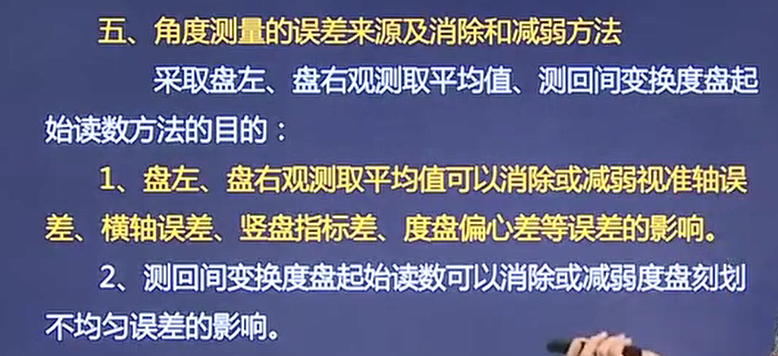 五、角度测量的误差来源及消除和减弱方法
采取盘左、盘右观测取平均值、测回间变换度盘起
始读数方法的目的：
1、盘左、盘右观测取平均值可以消除或减弱视准轴误
差、横轴误差、竖盘指标差、度盘偏心差等误差的影响。
2、测回间变换度盘起始读数可以消除或减弱度盘刻划
不均匀误差的影响。